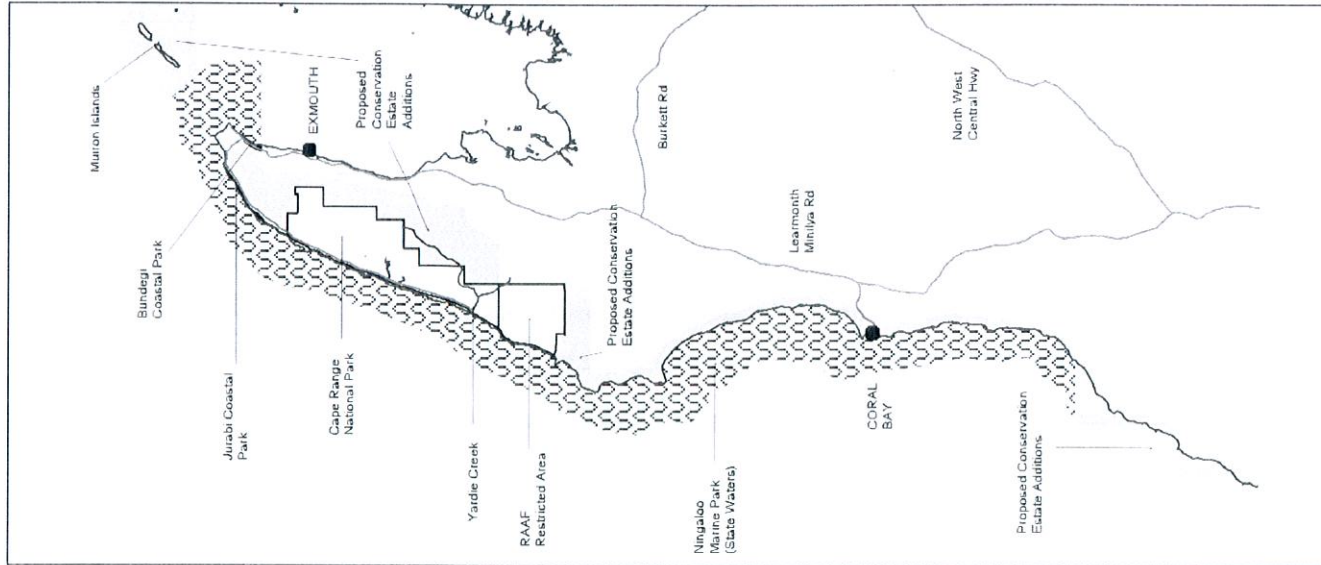 Muiron Islands
Bundegi
Coastal Park
Jurabi Coastal
Park
EXMOUTH
Proposed
Conservation
Estate
Additions
Cape Range
National Park
Yardie Creek
RAAF
Restricted Area
Proposed Conservation
Estate Additions
Burkett Rd
Ningaloo
Marine Park
(State Waters)
Learmonth
Minilya Rd
CORAL
BAY
North West
Central Hwy
Proposed Conservation
Estate Additions